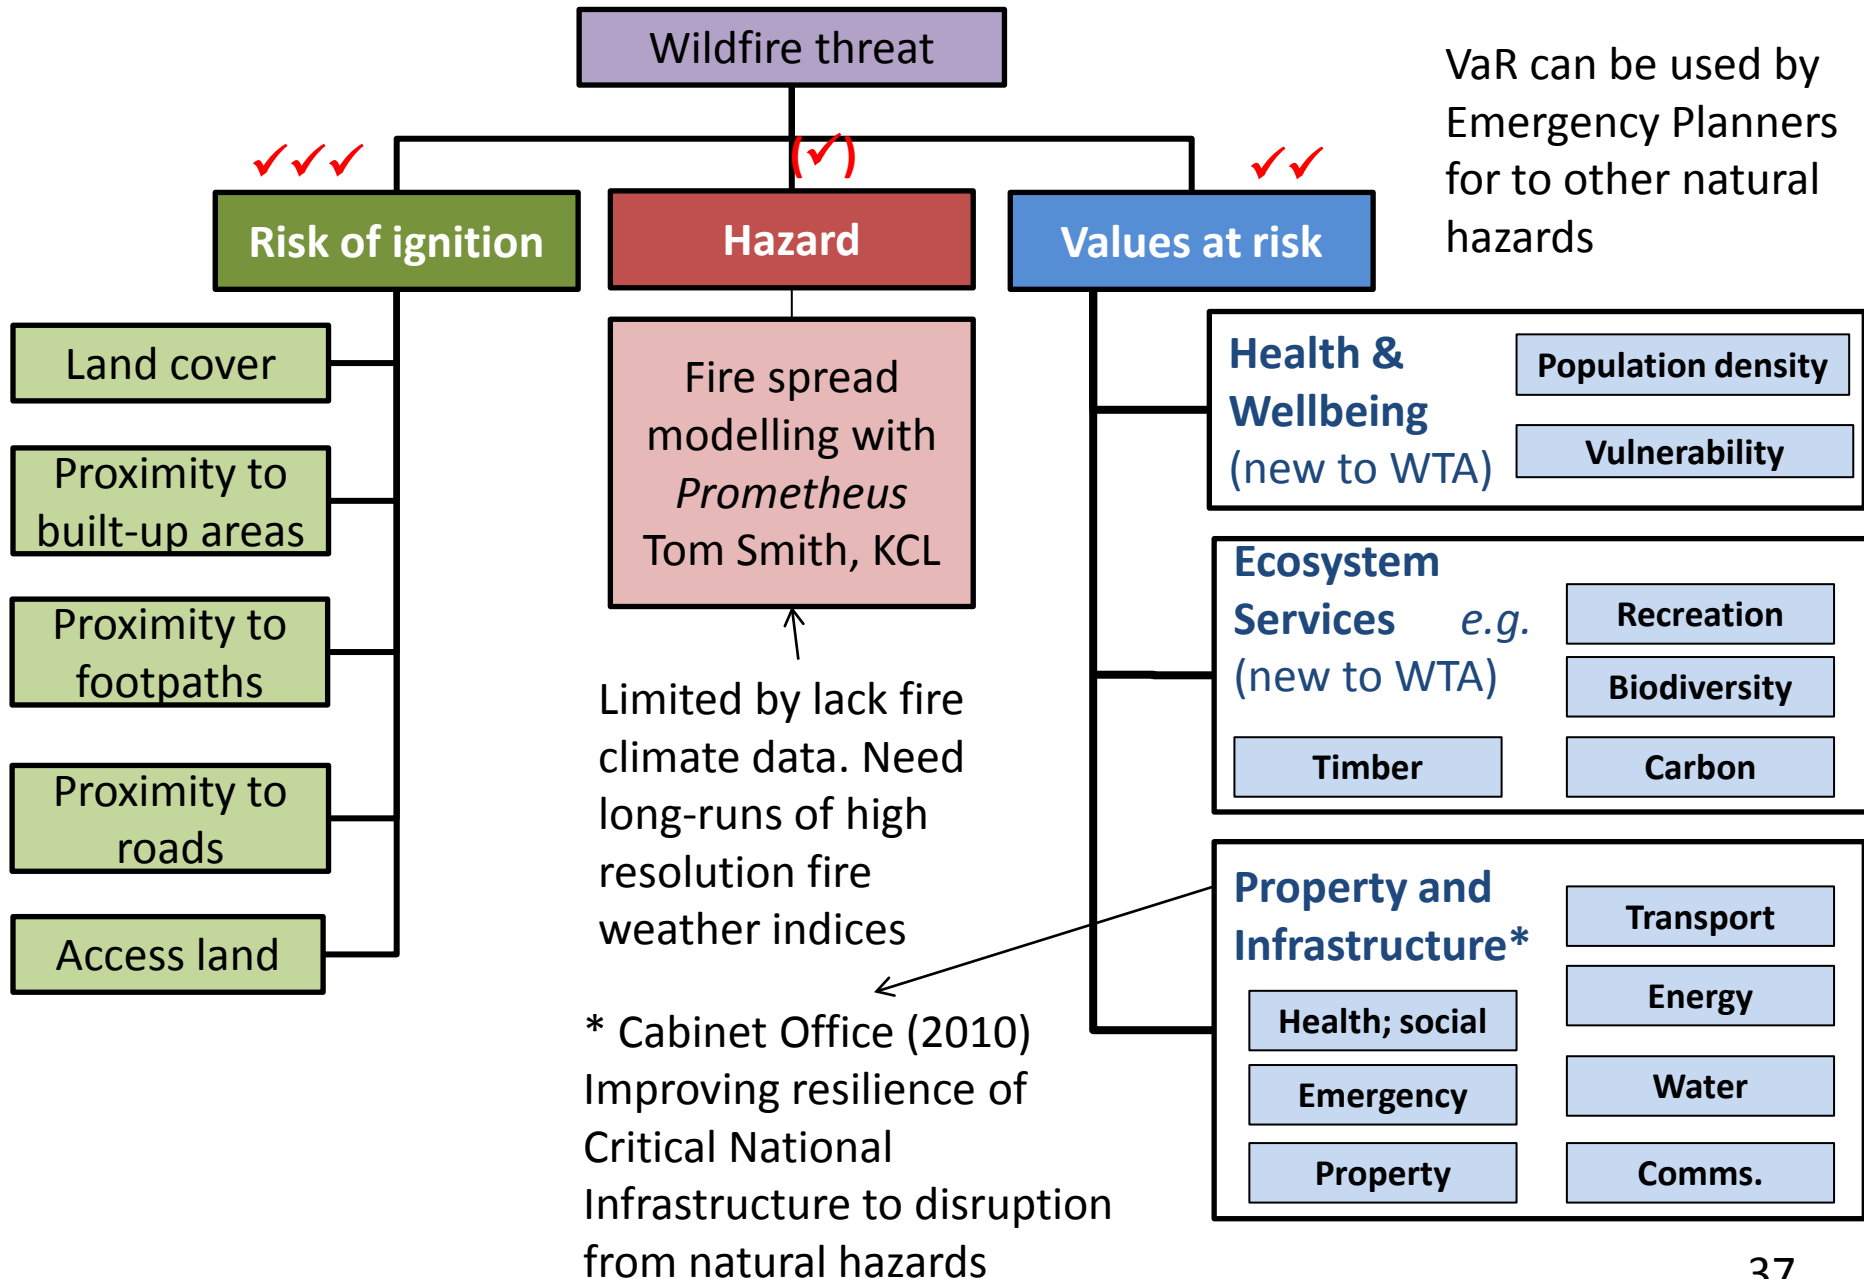 Wildfire threat
VaR can be used by
Emergency Planners
for to other natural
hazards
✓✓✓
(✓)
✓✓
Risk of ignition
Hazard
Values at risk
Land cover
Proximity to
built-up areas
Proximity to
footpaths
Proximity to
roads
Access land
Fire spread
modelling with
Prometheus
Tom Smith, KCL
Limited by lack fire
climate data. Need
long-runs of high
resolution fire
weather indices
* Cabinet Office (2010)
Improving resilience of
Critical National
Infrastructure to disruption
from natural hazards
Health &
Wellbeing
(new to WTA)
Population density
Vulnerability
Ecosystem
Services e.g.
(new to WTA)
Timber
Recreation
Biodiversity
Carbon
Property and
Infrastructure*
Health; social
Emergency
Property
Transport
Energy
Water
Comms.
37